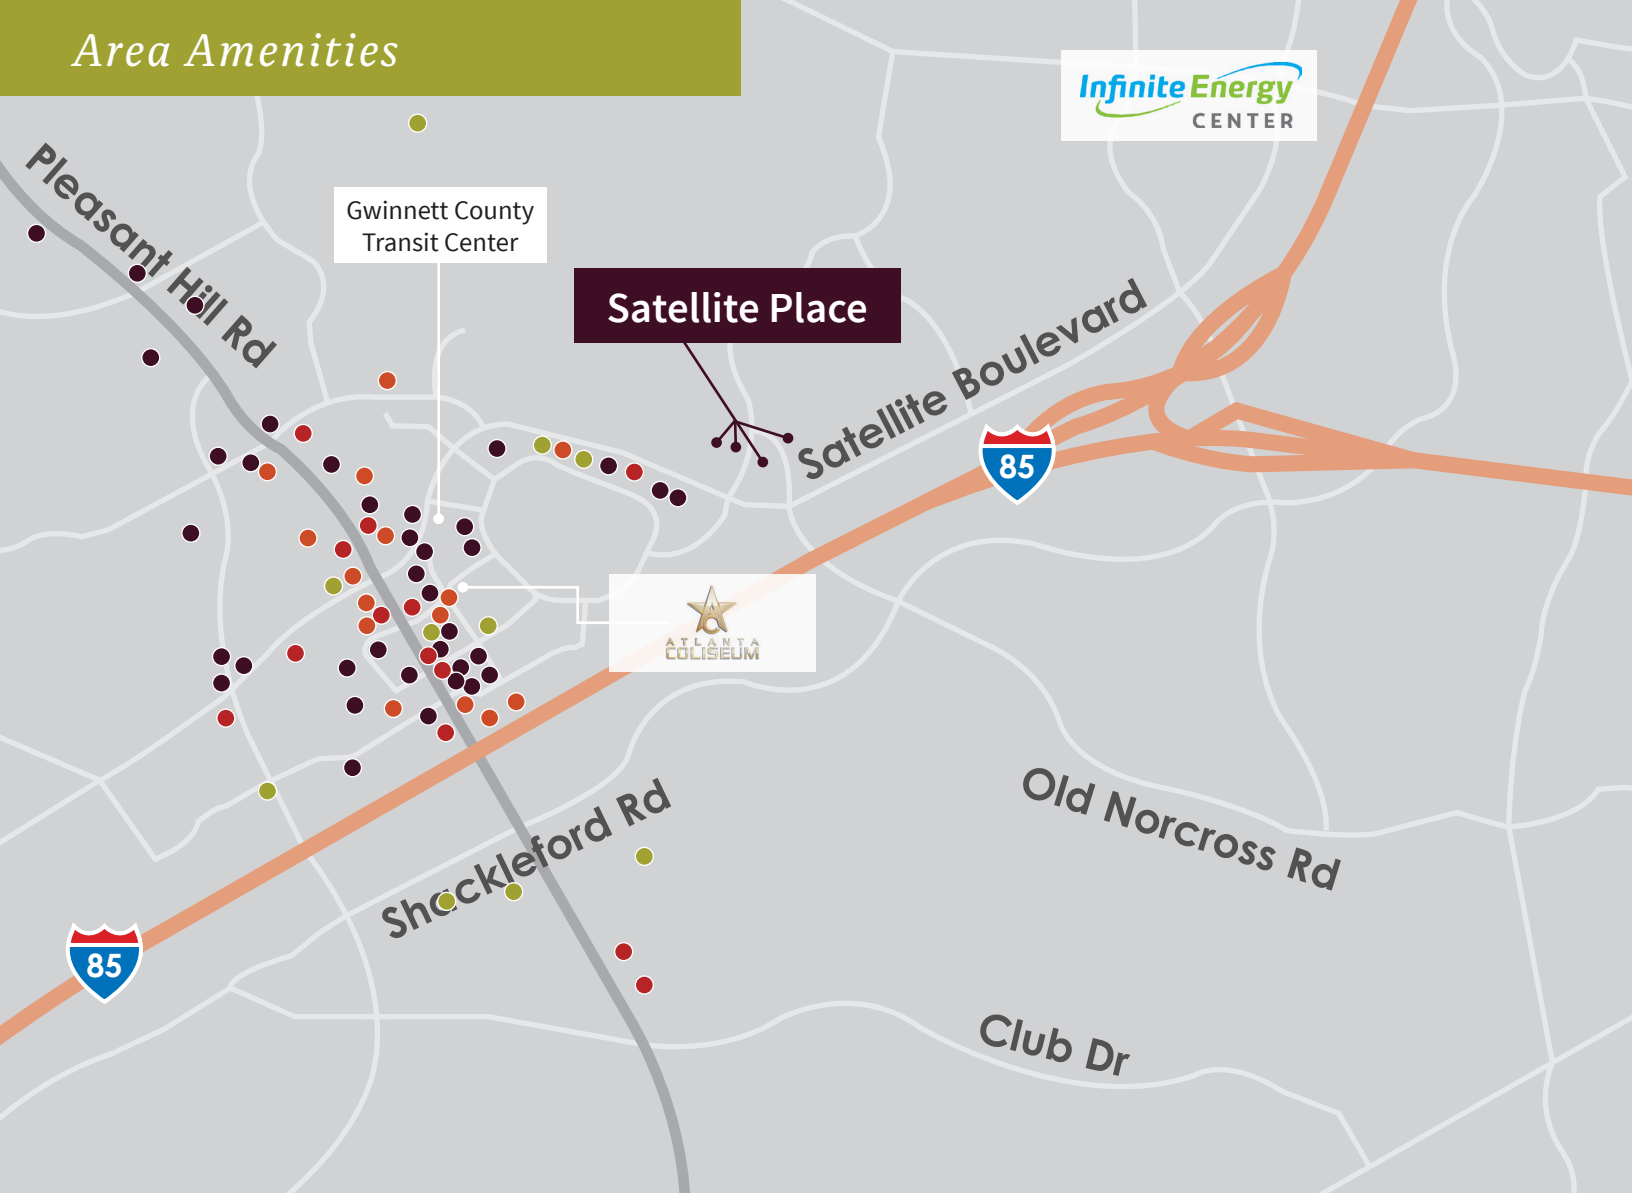 Area Amenities
Infinite Energy
CENTER
Pleasant Hill Rd
Gwinnett County
Transit Center
Satellite Place
Satellite Boulevard
85
ATLANTA
COLISEUM
Old Norcross Rd
Shackleford Rd
85
Club Dr